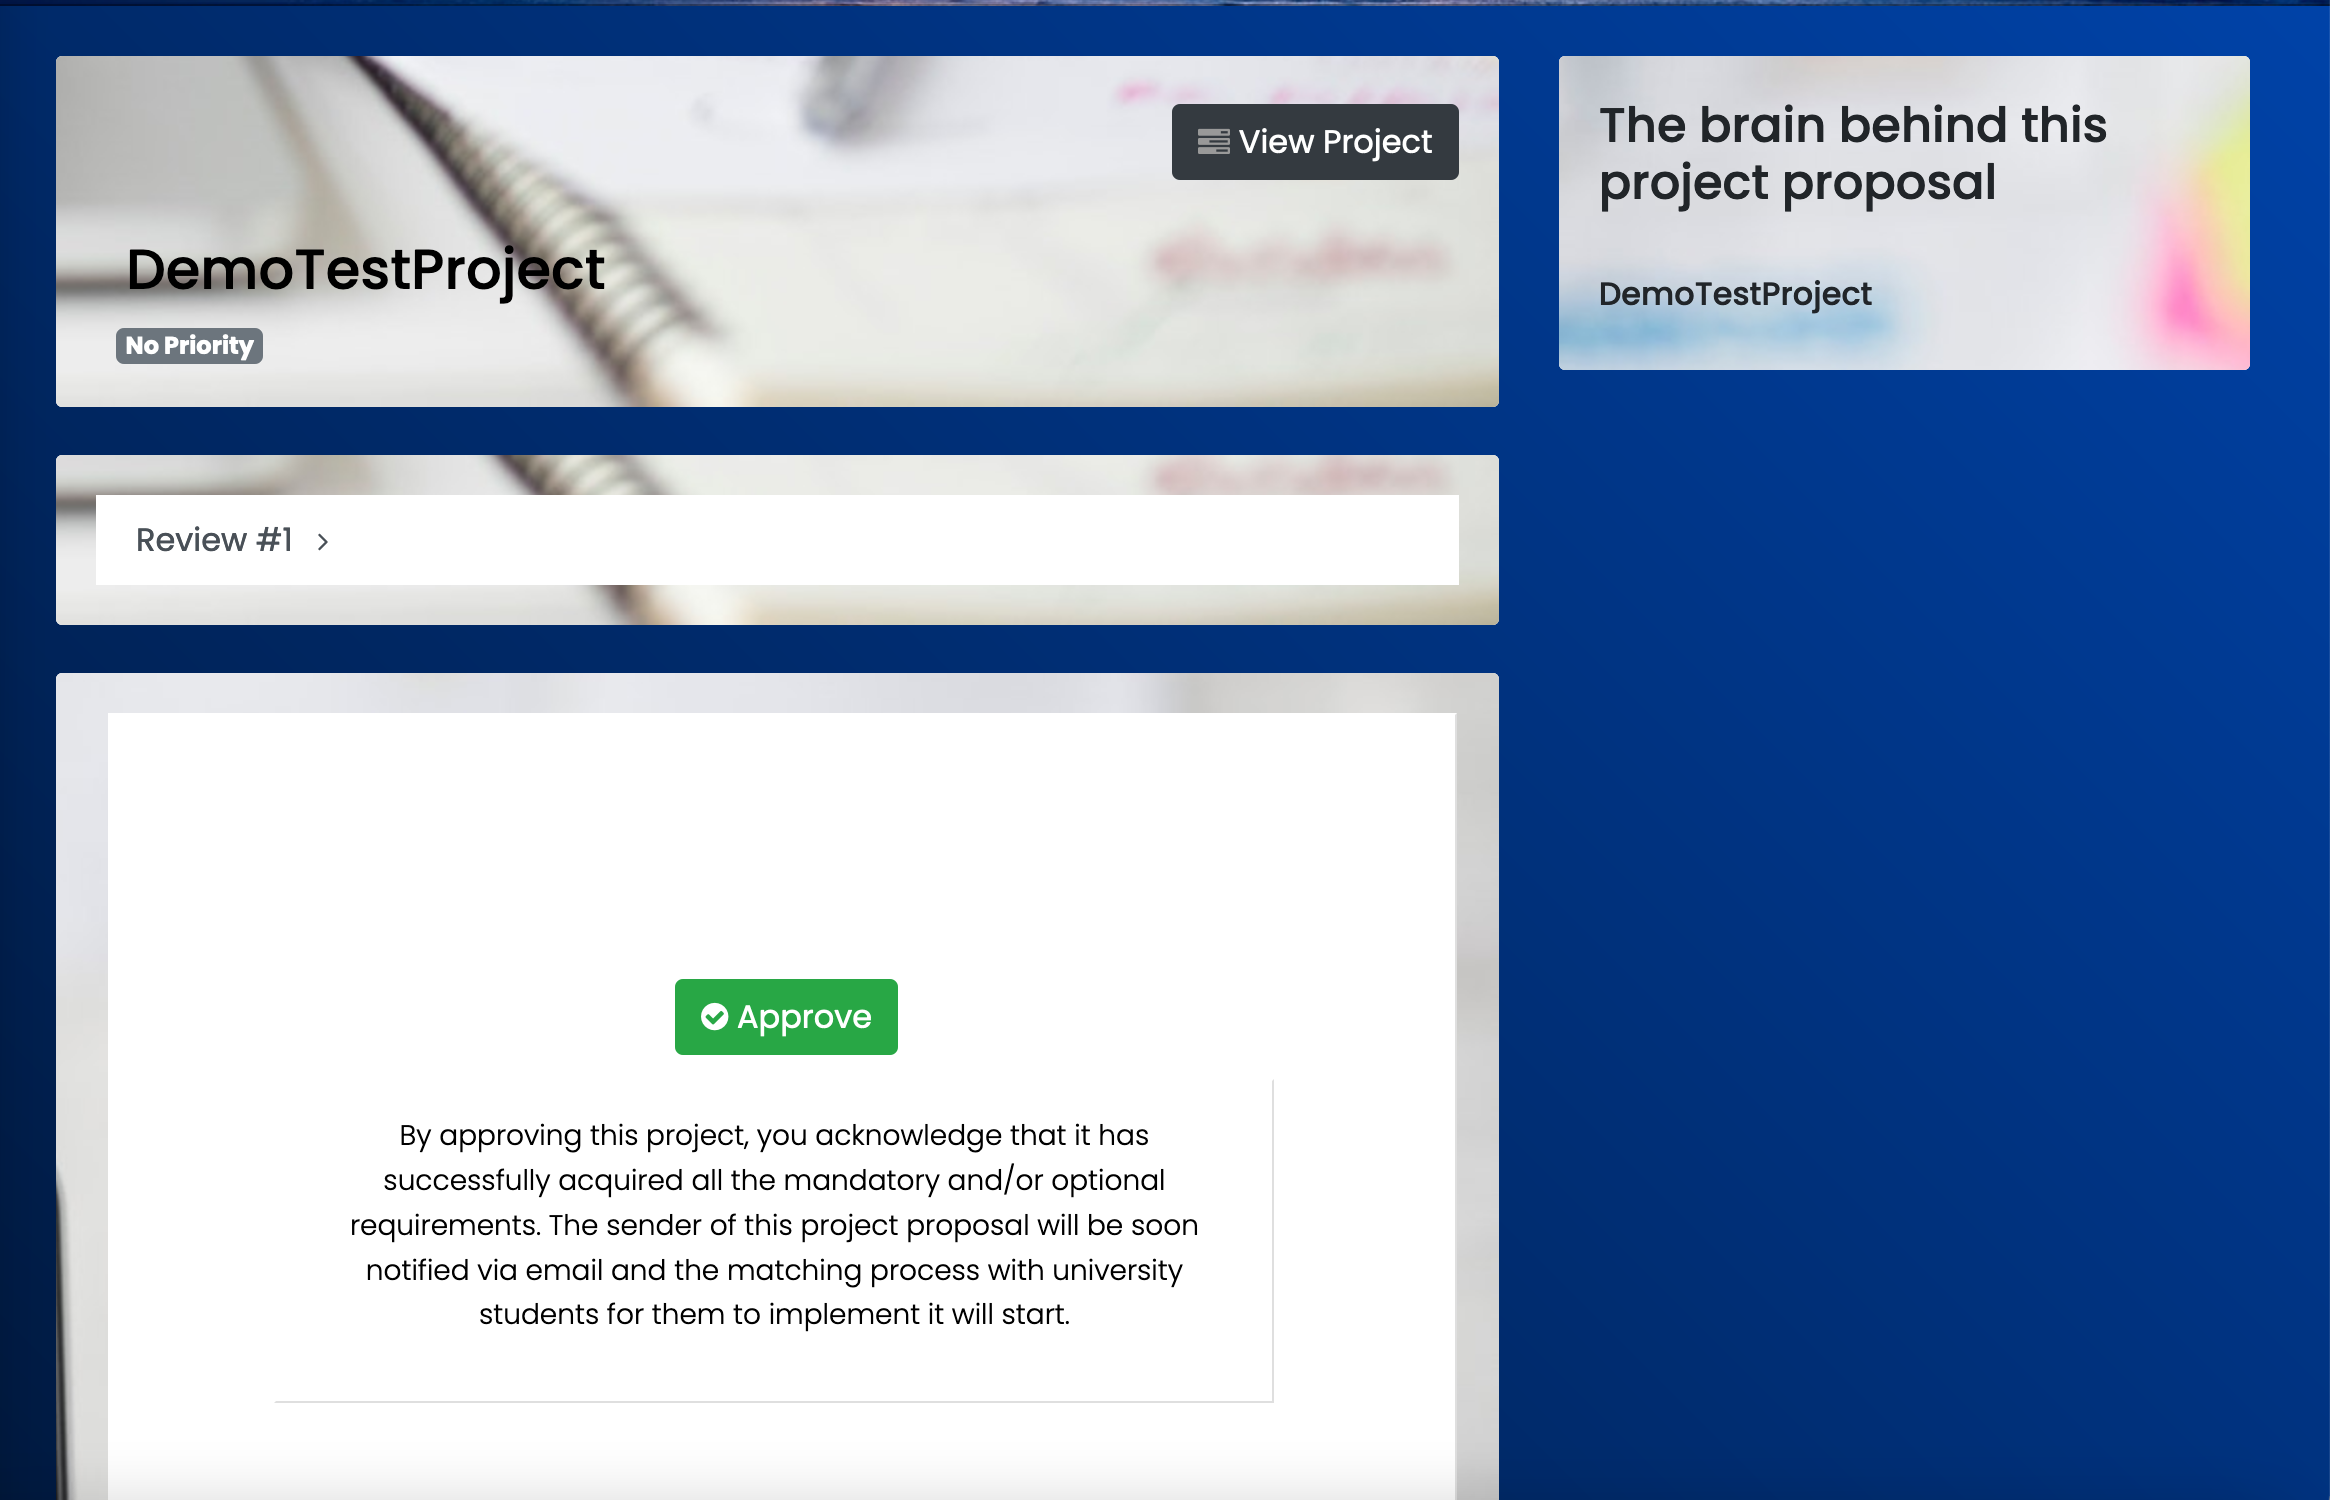 View Project
DemoTestProject
No Priority
The brain behind this
project proposal
DemoTestProject
Review #1
Approve
By approving this project, you acknowledge that it has
successfully acquired all the mandatory and/or optional
requirements. The sender of this project proposal will be soon
notified via email and the matching process with university
students for them to implement it will start.